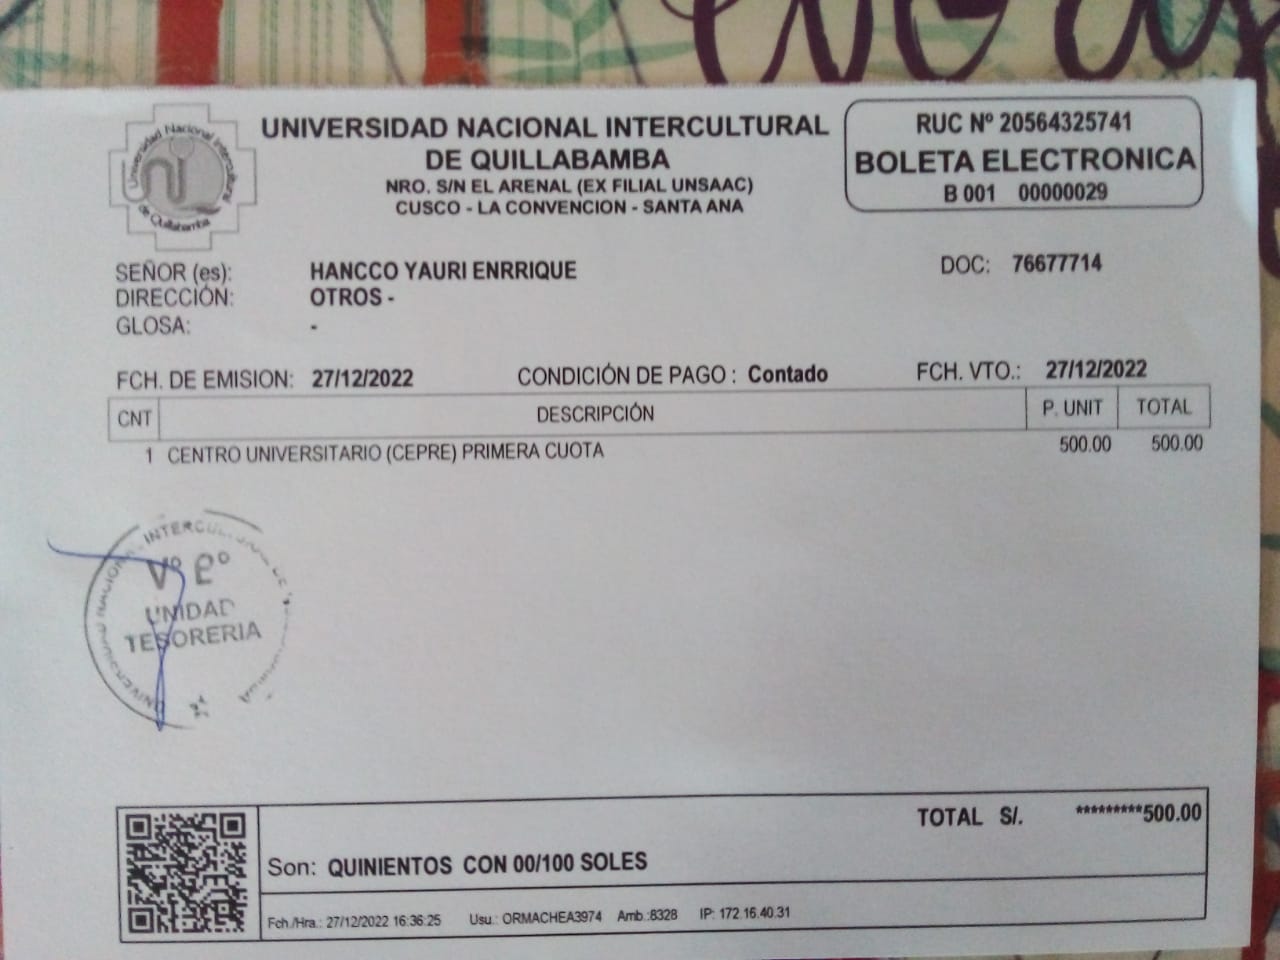 UNIVERSIDAD NACIONAL INTERCULTURAL
DE QUILLABAMBA
NRO. S/N EL ARENAL (EX FILIAL UNSAAC)
CUSCO - LA CONVENCION - SANTA ANA
Universidad Nacional Intercultural
de Quillabamba
RUC Nº 20564325741
BOLETA ELECTRONICA
B 001 00000029
SEÑOR (es): HANCCO YAURI ENRRIQUE DOC: 76677714
DIRECCIÓN: OTROS -
GLOSA: -
FCH. DE EMISION: 27/12/2022 CONDICIÓN DE PAGO : Contado FCH. VTO.: 27/12/2022
CNT DESCRIPCIÓN P. UNIT TOTAL
1 CENTRO UNIVERSITARIO (CEPRE) PRIMERA CUOTA 500.00 500.00
UNIVERSIDAD NACIONAL
Vº Bº
UNIDAD
TESORERIA
TOTAL S/. *********500.00
Son: QUINIENTOS CON 00/100 SOLES
Fch./Hra.: 27/12/2022 16:36:25 Usu.: ORMACHEA3974 Amb.:8328 IP: 172.16.40.31